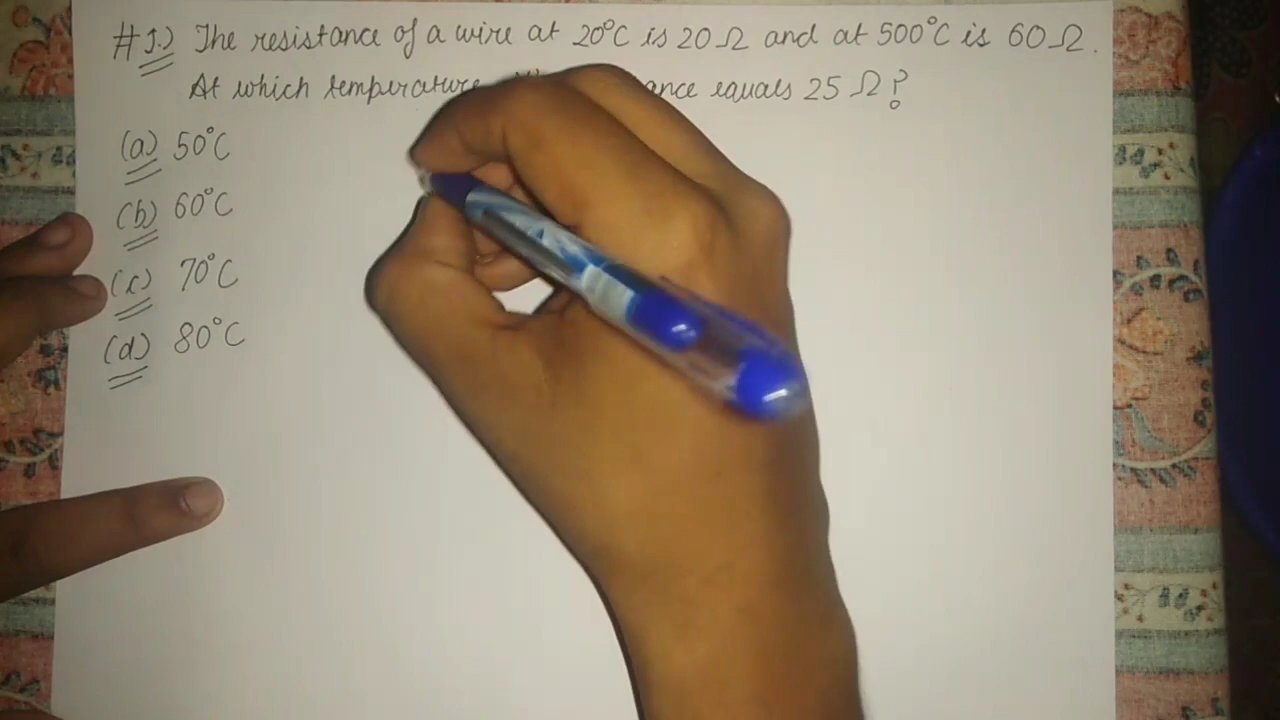 #1.) The resistance of a wire at 20°C is 20 Ω and at 500°C is 60 Ω.
At which temperature equals 25 Ω ?
(a) 50°C
(b) 60°C
(c) 70°C
(d) 80°C